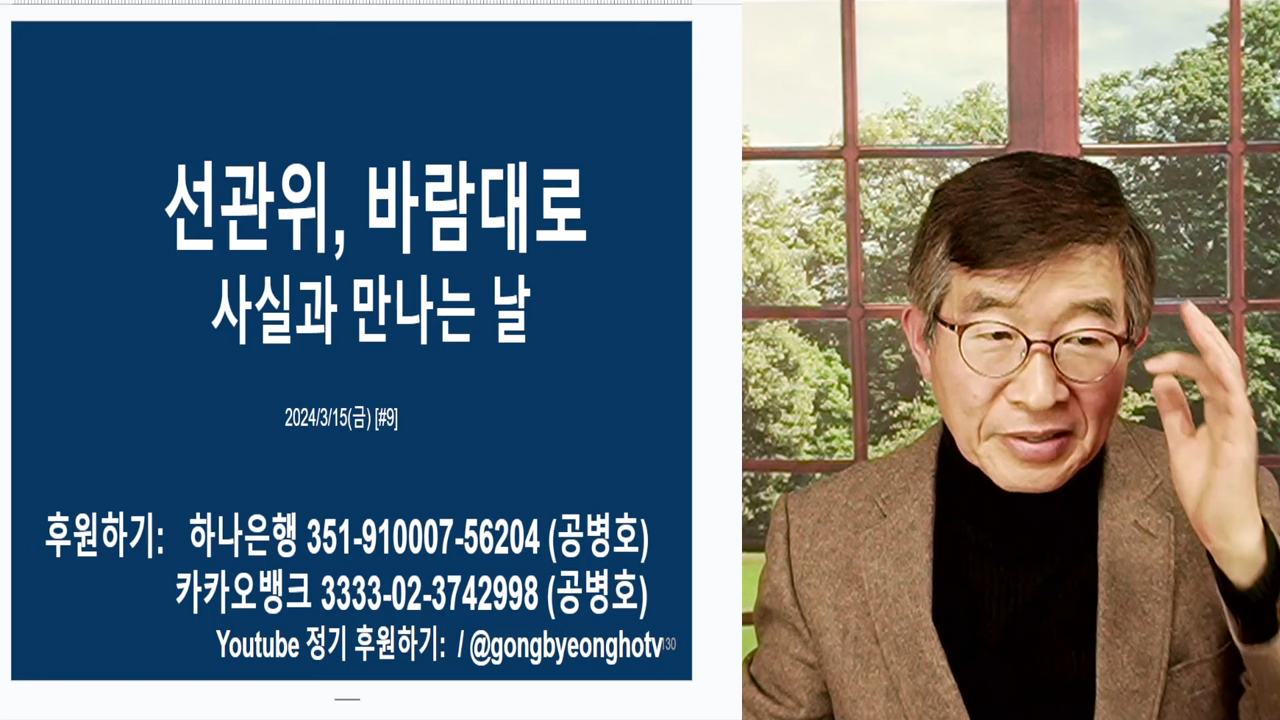 선관위, 바람대로
사실과 만나는 날
2024/3/15(금) [#9]
후원하기: 하나은행 351-910007-56204 (공병호)
카카오뱅크 3333-02-3742998 (공병호)
Youtube 정기 후원하기: / @gongbyeonghotv
130